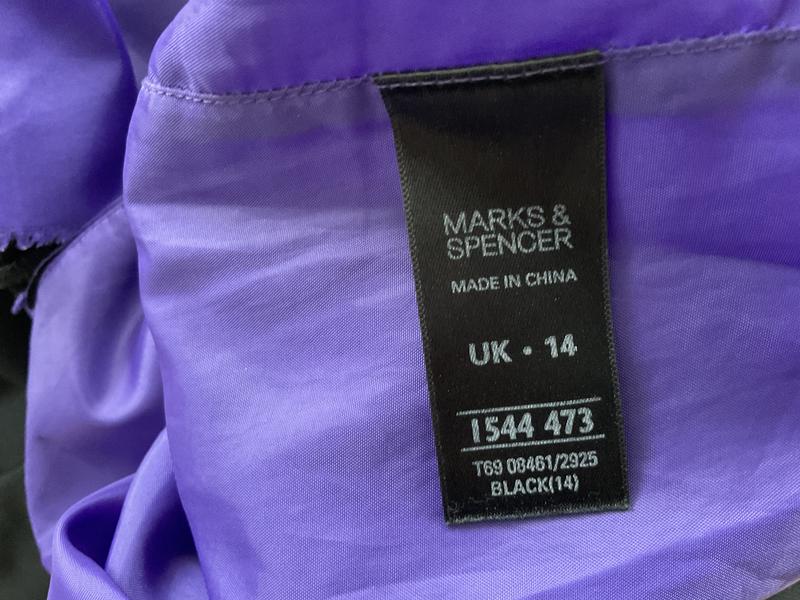 MARKS &
SPENCER
MADE IN CHINA
UK • 14
1544 473
T69 08461/2925
BLACK(14)